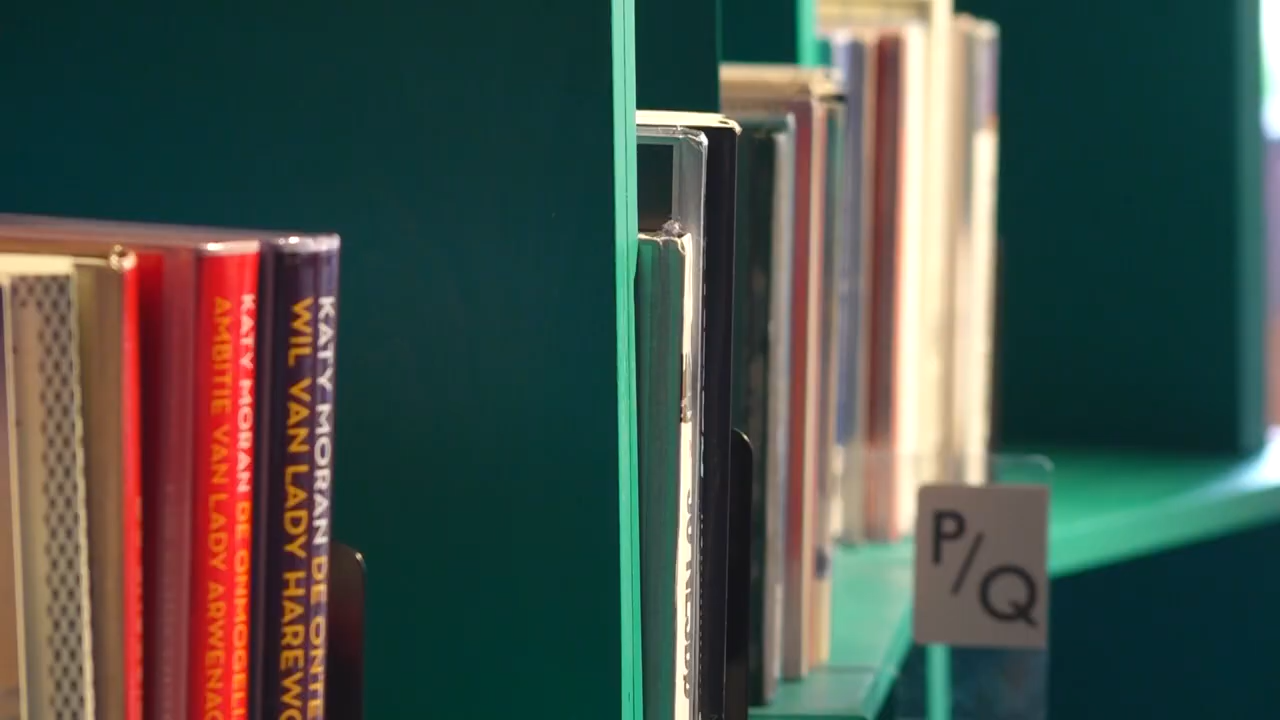 KATY MORAN DE ONMOGELI
AMBITIE VAN LADY ARWENA
KATY MORAN DE ONTE
WIL VAN LADY HAREWO
P/Q